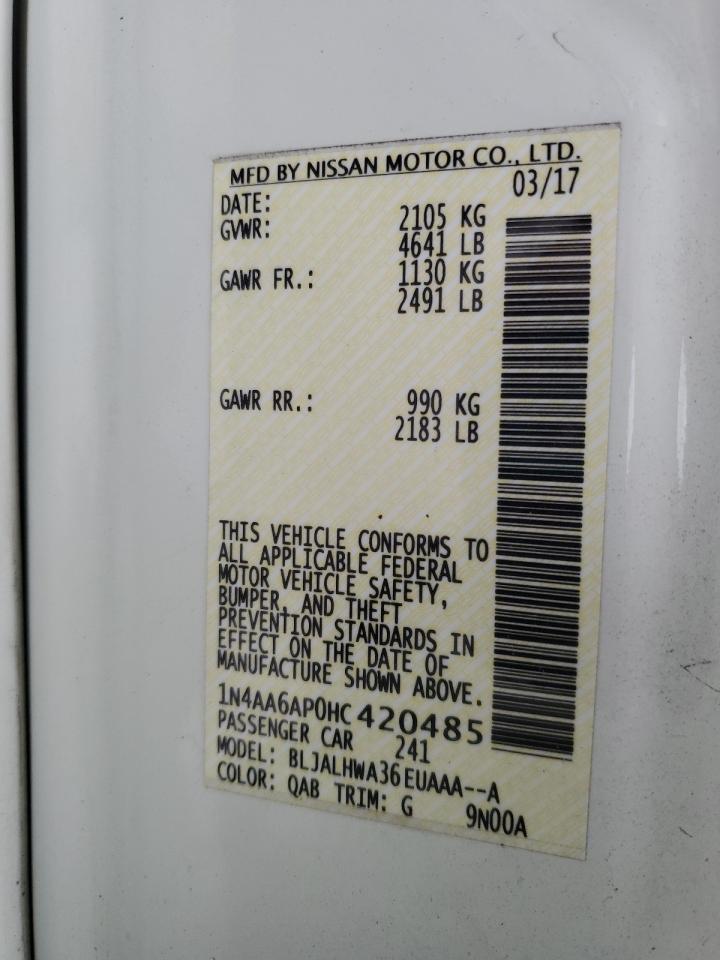 MFD BY NISSAN MOTOR CO., LTD.
DATE: 03/17
GVWR: 2105 KG
4641 LB
GAWR FR.: 1130 KG
2491 LB
GAWR RR.: 990 KG
2183 LB
THIS VEHICLE CONFORMS TO
ALL APPLICABLE FEDERAL
MOTOR VEHICLE SAFETY,
BUMPER, AND THEFT
PREVENTION STANDARDS IN
EFFECT ON THE DATE OF
MANUFACTURE SHOWN ABOVE.
1N4AA6AP0HC420485
PASSENGER CAR 241
MODEL: BLJALHWA36EUAAA--A
COLOR: QAB TRIM: G 9N00A